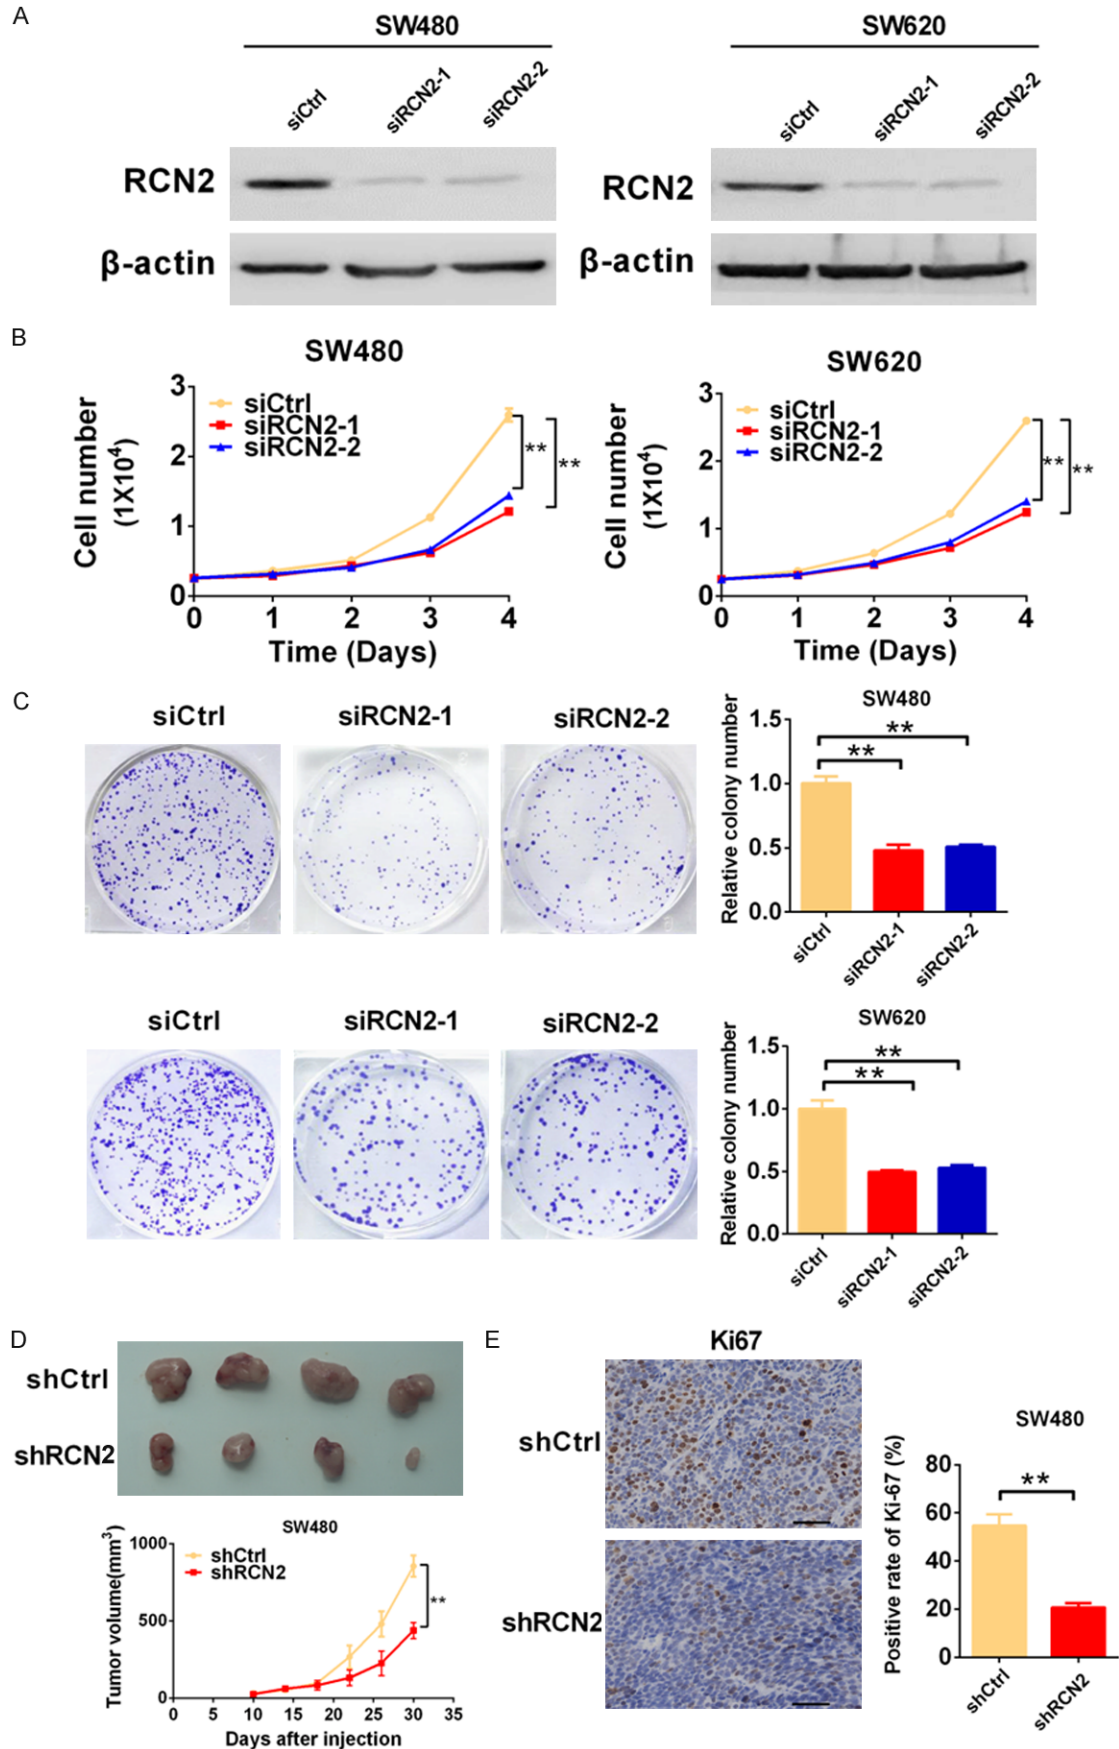 A
SW480
SW620
siCtrl
siRCN2-1
siRCN2-2
siCtrl
siRCN2-1
siRCN2-2
RCN2
RCN2
β-actin
β-actin
B
SW480
SW620
Cell number
(1X10⁴)
3
2
1
0
siCtrl
siRCN2-1
siRCN2-2
**
**
0 1 2 3 4
Time (Days)
Cell number
(1X10⁴)
3
2
1
0
siCtrl
siRCN2-1
siRCN2-2
**
**
0 1 2 3 4
Time (Days)
C
siCtrl
siRCN2-1
siRCN2-2
SW480
Relative colony number
1.5
1.0
0.5
0.0
**
**
siCtrl
siRCN2-1
siRCN2-2
siCtrl
siRCN2-1
siRCN2-2
SW620
Relative colony number
1.5
1.0
0.5
0.0
**
**
siCtrl
siRCN2-1
siRCN2-2
D
shCtrl
shRCN2
SW480
Tumor volume(mm³)
1000
500
0
shCtrl
shRCN2
**
0 5 10 15 20 25 30 35
Days after injection
E
Ki67
shCtrl
shRCN2
SW480
Positive rate of Ki-67 (%)
80
60
40
20
0
**
shCtrl
shRCN2